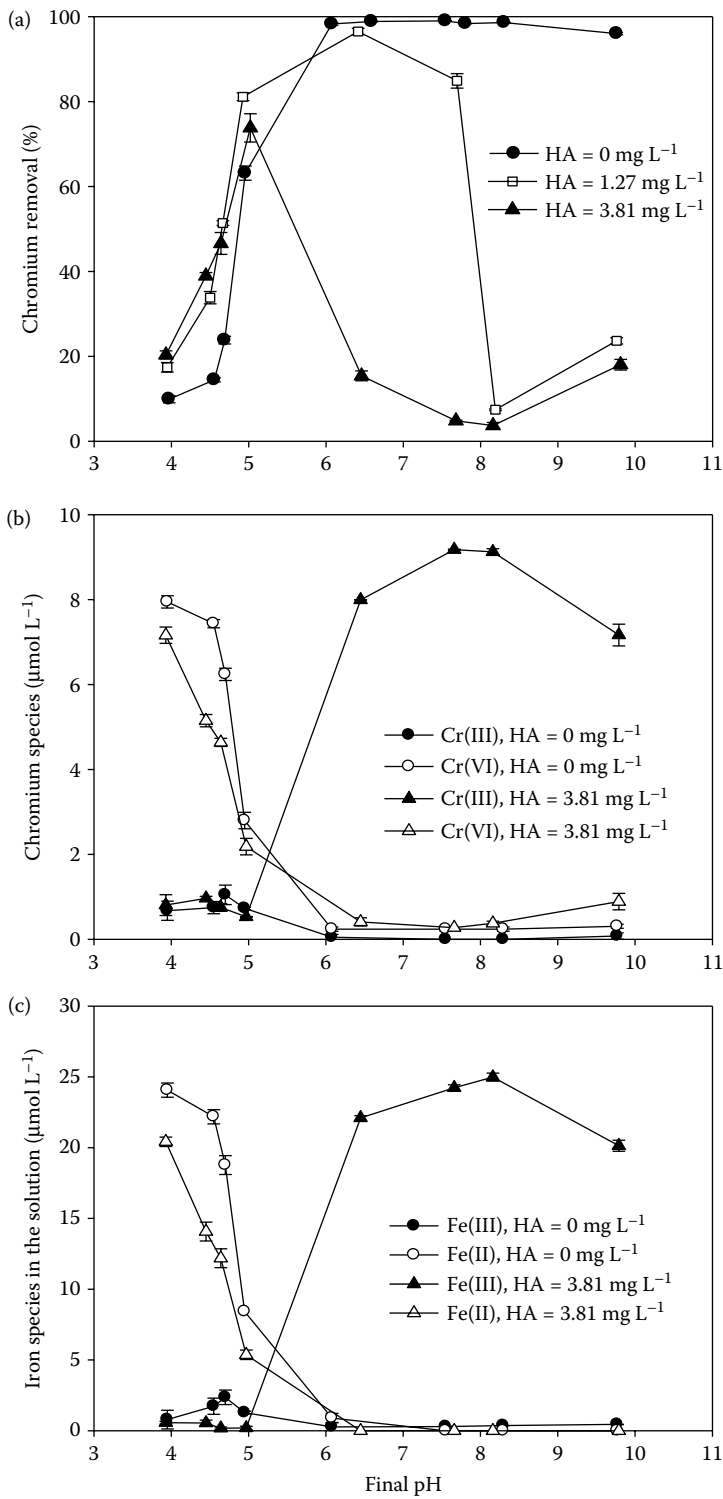 (a)
100
80
60
40
20
0
Chromium removal (%)
HA = 0 mg L⁻¹
HA = 1.27 mg L⁻¹
HA = 3.81 mg L⁻¹
3 4 5 6 7 8 9 10 11
(b)
10
8
6
4
2
0
Chromium species (μmol L⁻¹)
Cr(III), HA = 0 mg L⁻¹
Cr(VI), HA = 0 mg L⁻¹
Cr(III), HA = 3.81 mg L⁻¹
Cr(VI), HA = 3.81 mg L⁻¹
3 4 5 6 7 8 9 10 11
(c)
30
25
20
15
10
5
0
Iron species in the solution (μmol L⁻¹)
Fe(III), HA = 0 mg L⁻¹
Fe(II), HA = 0 mg L⁻¹
Fe(III), HA = 3.81 mg L⁻¹
Fe(II), HA = 3.81 mg L⁻¹
3 4 5 6 7 8 9 10 11
Final pH